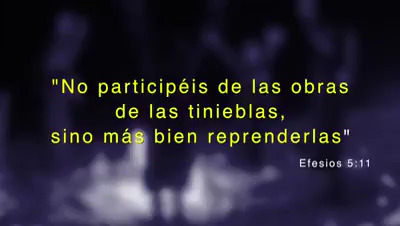 "No participéis de las obras
de las tinieblas,
sino más bien reprenderlas"
Efesios 5:11